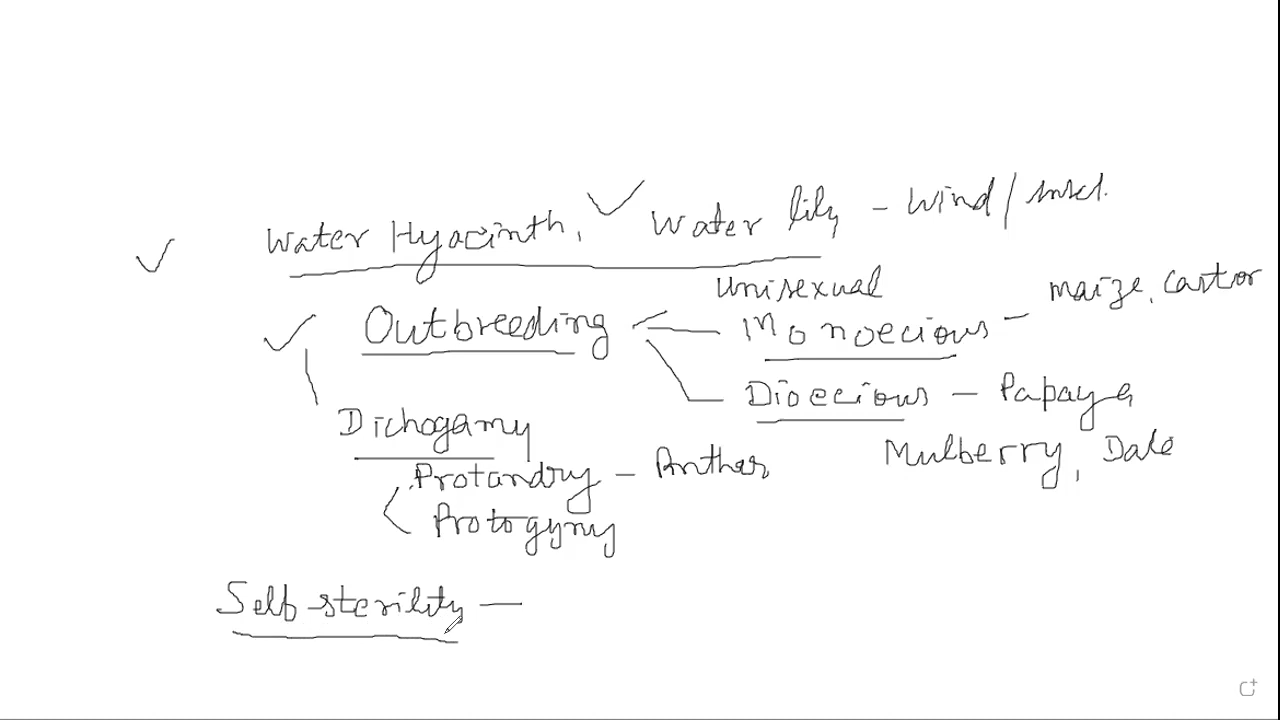 Water Hyacinth, Water lily - Wind / Insect.
Unisexual
Outbreeding Monoecious - maize, Castor
Dioecious - Papaya,
Mulberry, Date
Dichogamy
Protandry - Anther
Protogyny
Self sterility -